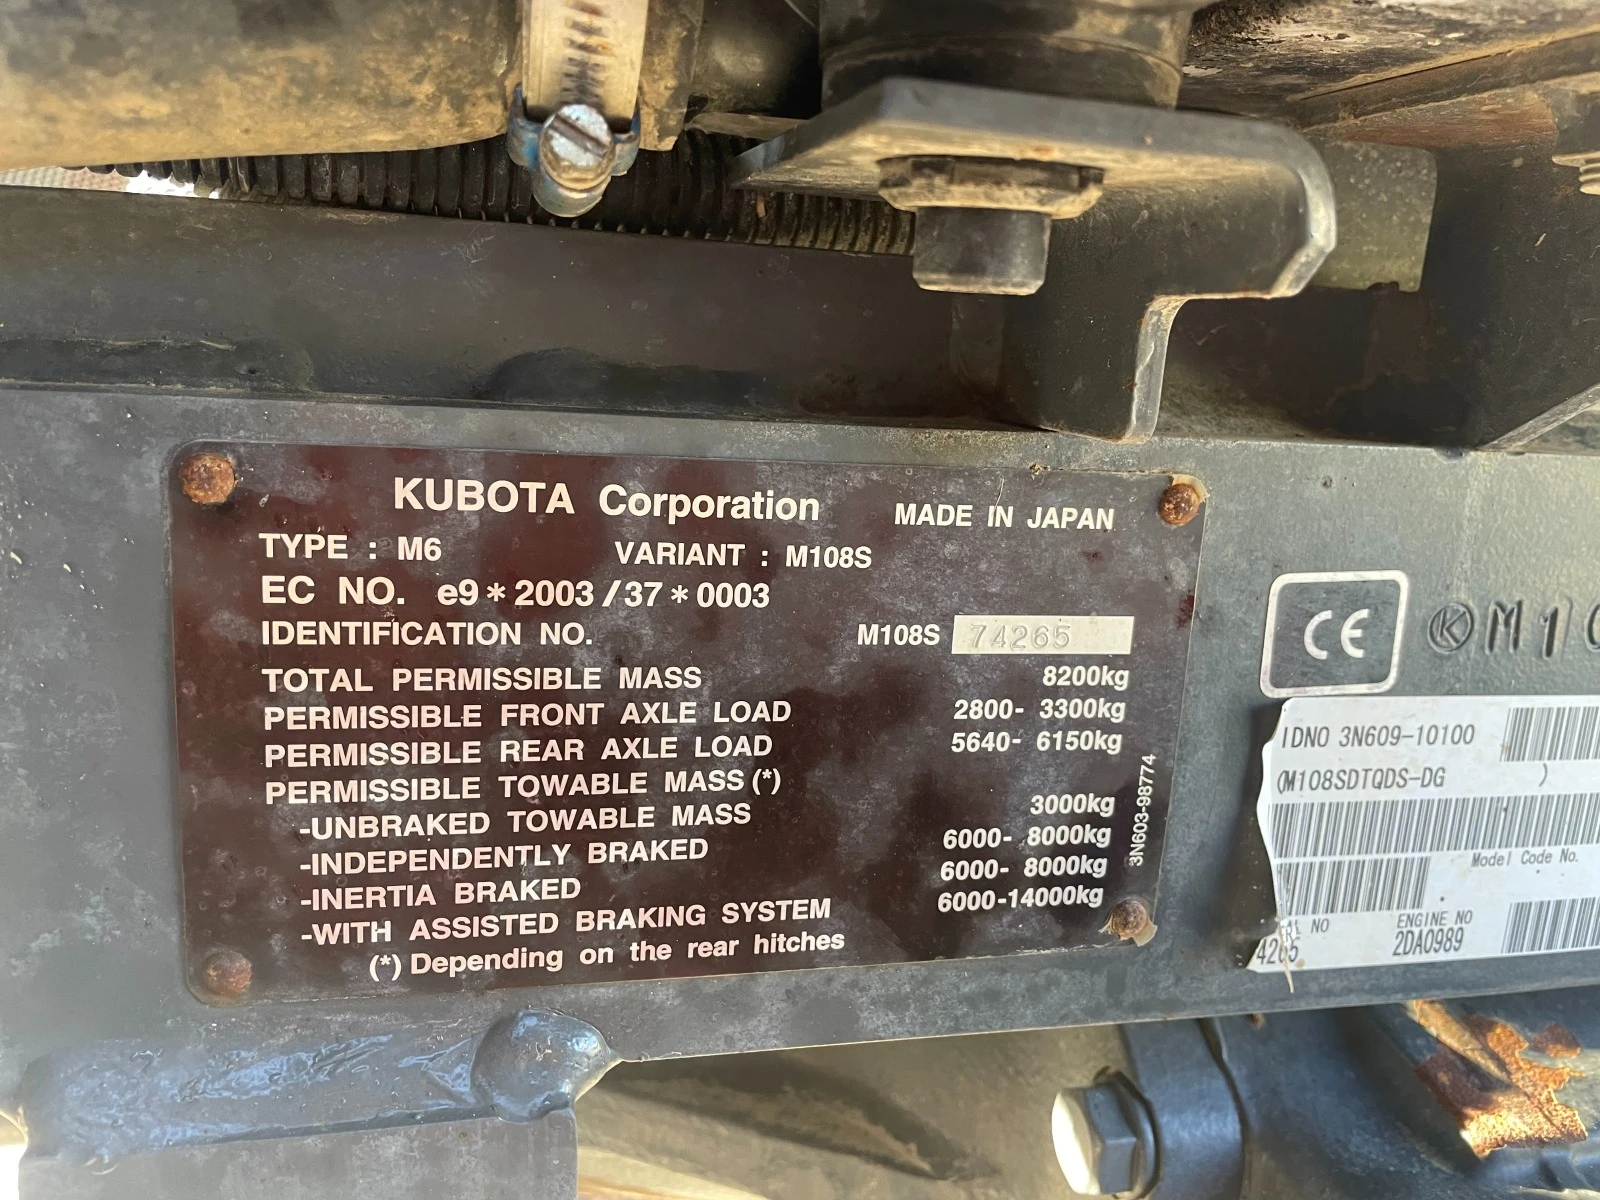 KUBOTA Corporation MADE IN JAPAN
TYPE : M6 VARIANT : M108S
EC NO. e9*2003/37*0003
IDENTIFICATION NO. M108S 74265
TOTAL PERMISSIBLE MASS 8200kg
PERMISSIBLE FRONT AXLE LOAD 2800- 3300kg
PERMISSIBLE REAR AXLE LOAD 5640- 6150kg
PERMISSIBLE TOWABLE MASS(*)
-UNBRAKED TOWABLE MASS 3000kg
-INDEPENDENTLY BRAKED 6000- 8000kg
-INERTIA BRAKED 6000- 8000kg
-WITH ASSISTED BRAKING SYSTEM 6000-14000kg
(*) Depending on the rear hitches
3N603-98774
CE
K M10
IDNO 3N609-10100
(M108SDTQDS-DG )
Model Code No.
NO ENGINE NO
4265 2DA0989